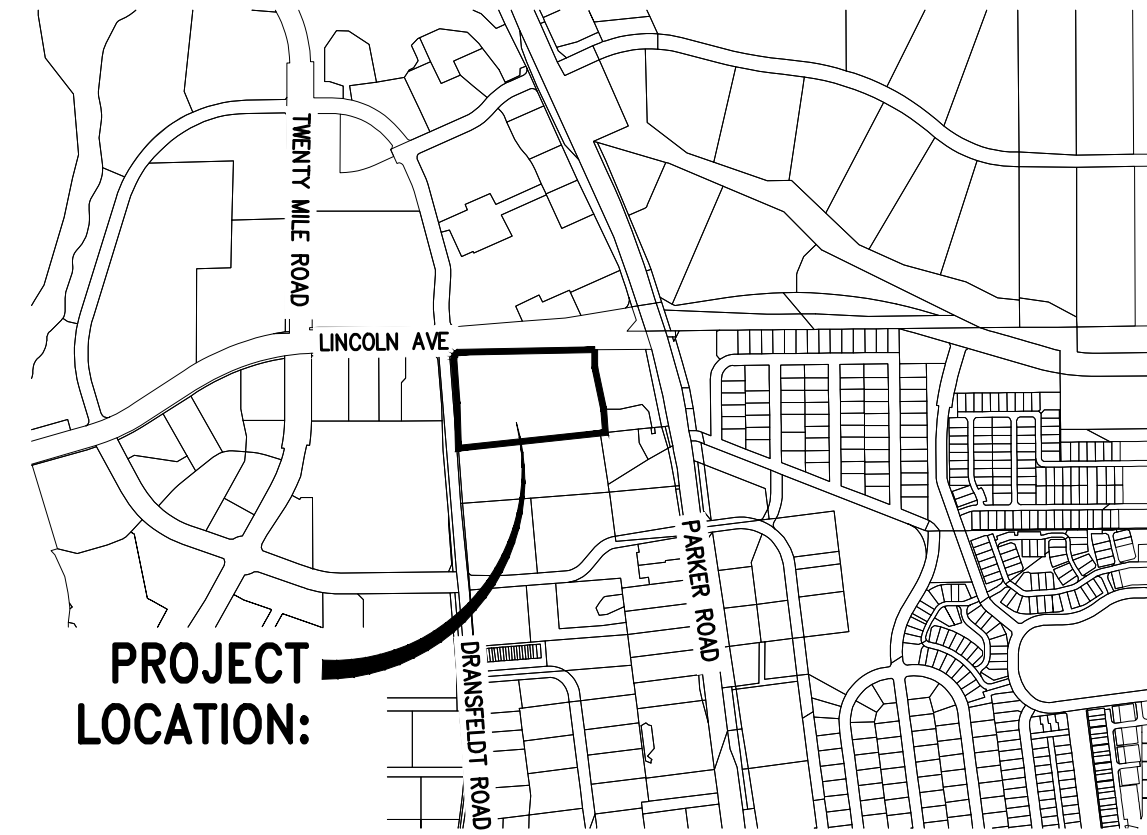 TWENTY MILE ROAD
LINCOLN AVE
PARKER ROAD
PROJECT
LOCATION:
DRANSFELDT ROAD